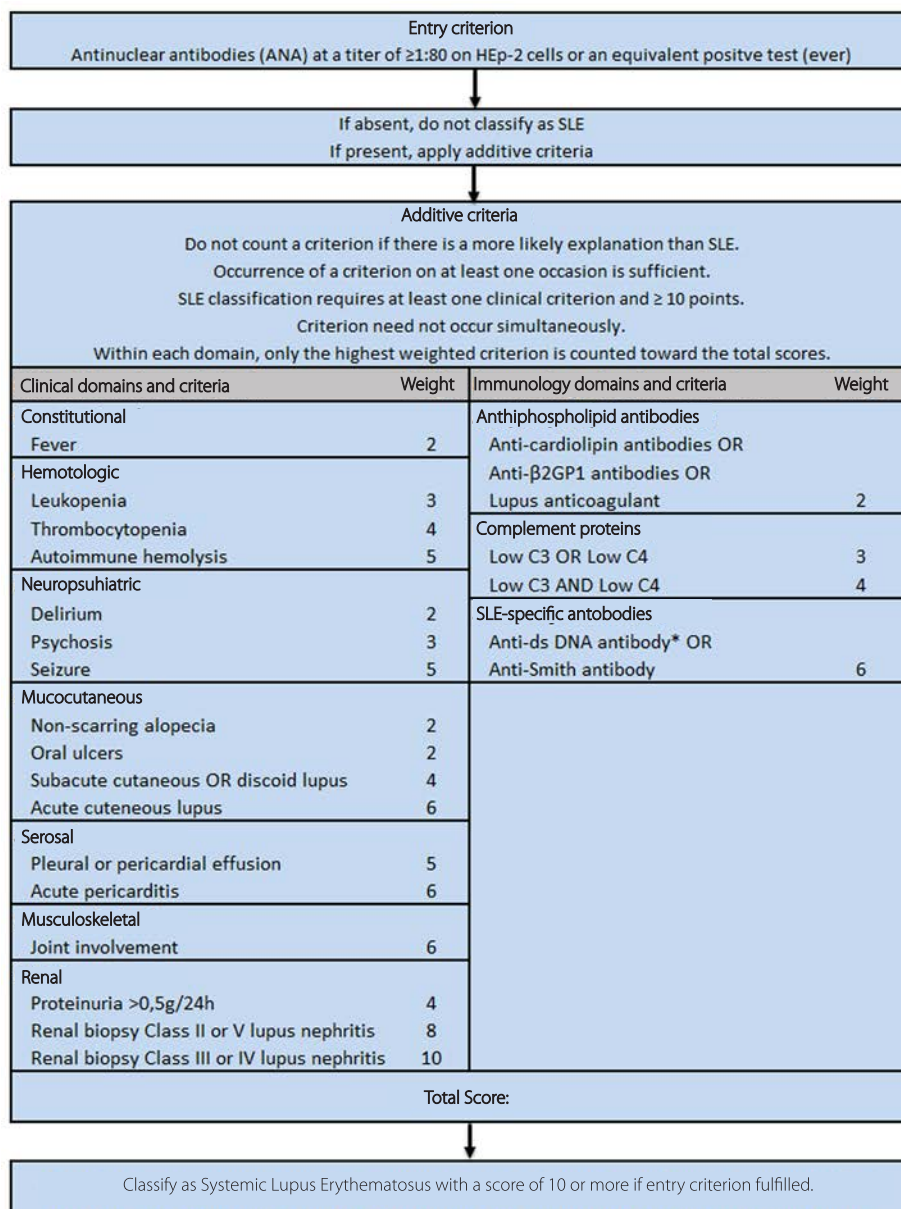 Entry criterion
Antinuclear antibodies (ANA) at a titer of ≥1:80 on HEp-2 cells or an equivalent positve test (ever)
If absent, do not classify as SLE
If present, apply additive criteria
Additive criteria
Do not count a criterion if there is a more likely explanation than SLE.
Occurrence of a criterion on at least one occasion is sufficient.
SLE classification requires at least one clinical criterion and ≥ 10 points.
Criterion need not occur simultaneously.
Within each domain, only the highest weighted criterion is counted toward the total scores.
Clinical domains and criteria Weight
Constitutional
Fever 2
Hemotologic
Leukopenia 3
Thrombocytopenia 4
Autoimmune hemolysis 5
Neuropsuhiatric
Delirium 2
Psychosis 3
Seizure 5
Mucocutaneous
Non-scarring alopecia 2
Oral ulcers 2
Subacute cutaneous OR discoid lupus 4
Acute cuteneous lupus 6
Serosal
Pleural or pericardial effusion 5
Acute pericarditis 6
Musculoskeletal
Joint involvement 6
Renal
Proteinuria >0,5g/24h 4
Renal biopsy Class II or V lupus nephritis 8
Renal biopsy Class III or IV lupus nephritis 10
Immunology domains and criteria Weight
Anthiphospholipid antibodies
Anti-cardiolipin antibodies OR
Anti-β2GP1 antibodies OR
Lupus anticoagulant 2
Complement proteins
Low C3 OR Low C4 3
Low C3 AND Low C4 4
SLE-specific antobodies
Anti-ds DNA antibody* OR
Anti-Smith antibody 6
Total Score:
Classify as Systemic Lupus Erythematosus with a score of 10 or more if entry criterion fulfilled.